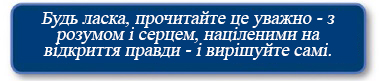 Будь ласка, прочитайте це уважно - з
розумом і серцем, націленими на
відкриття правди - і вирішуйте самі.